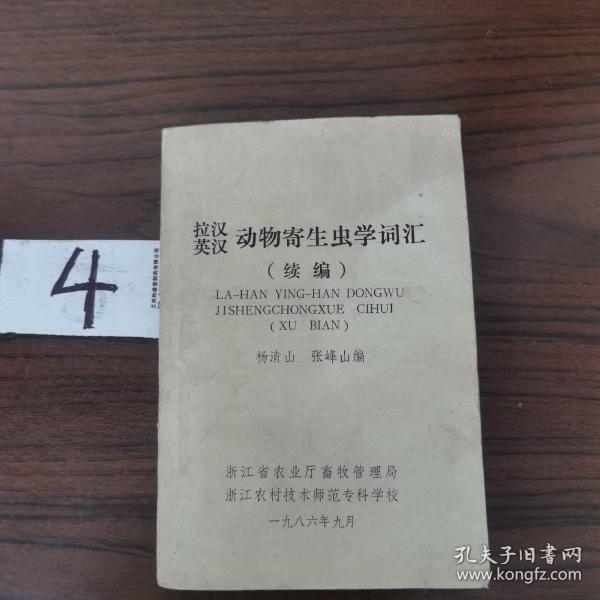 4
拉汉
英汉 动物寄生虫学词汇
(续编)
LA-HAN YING-HAN DONGWU
JISHENGCHONGXUE CIHUI
(XU BIAN)
杨清山 张峰山编
浙江省农业厅畜牧管理局
浙江农村技术师范专科学校
一九八六年九月
孔夫子旧书网
www.kongfz.com